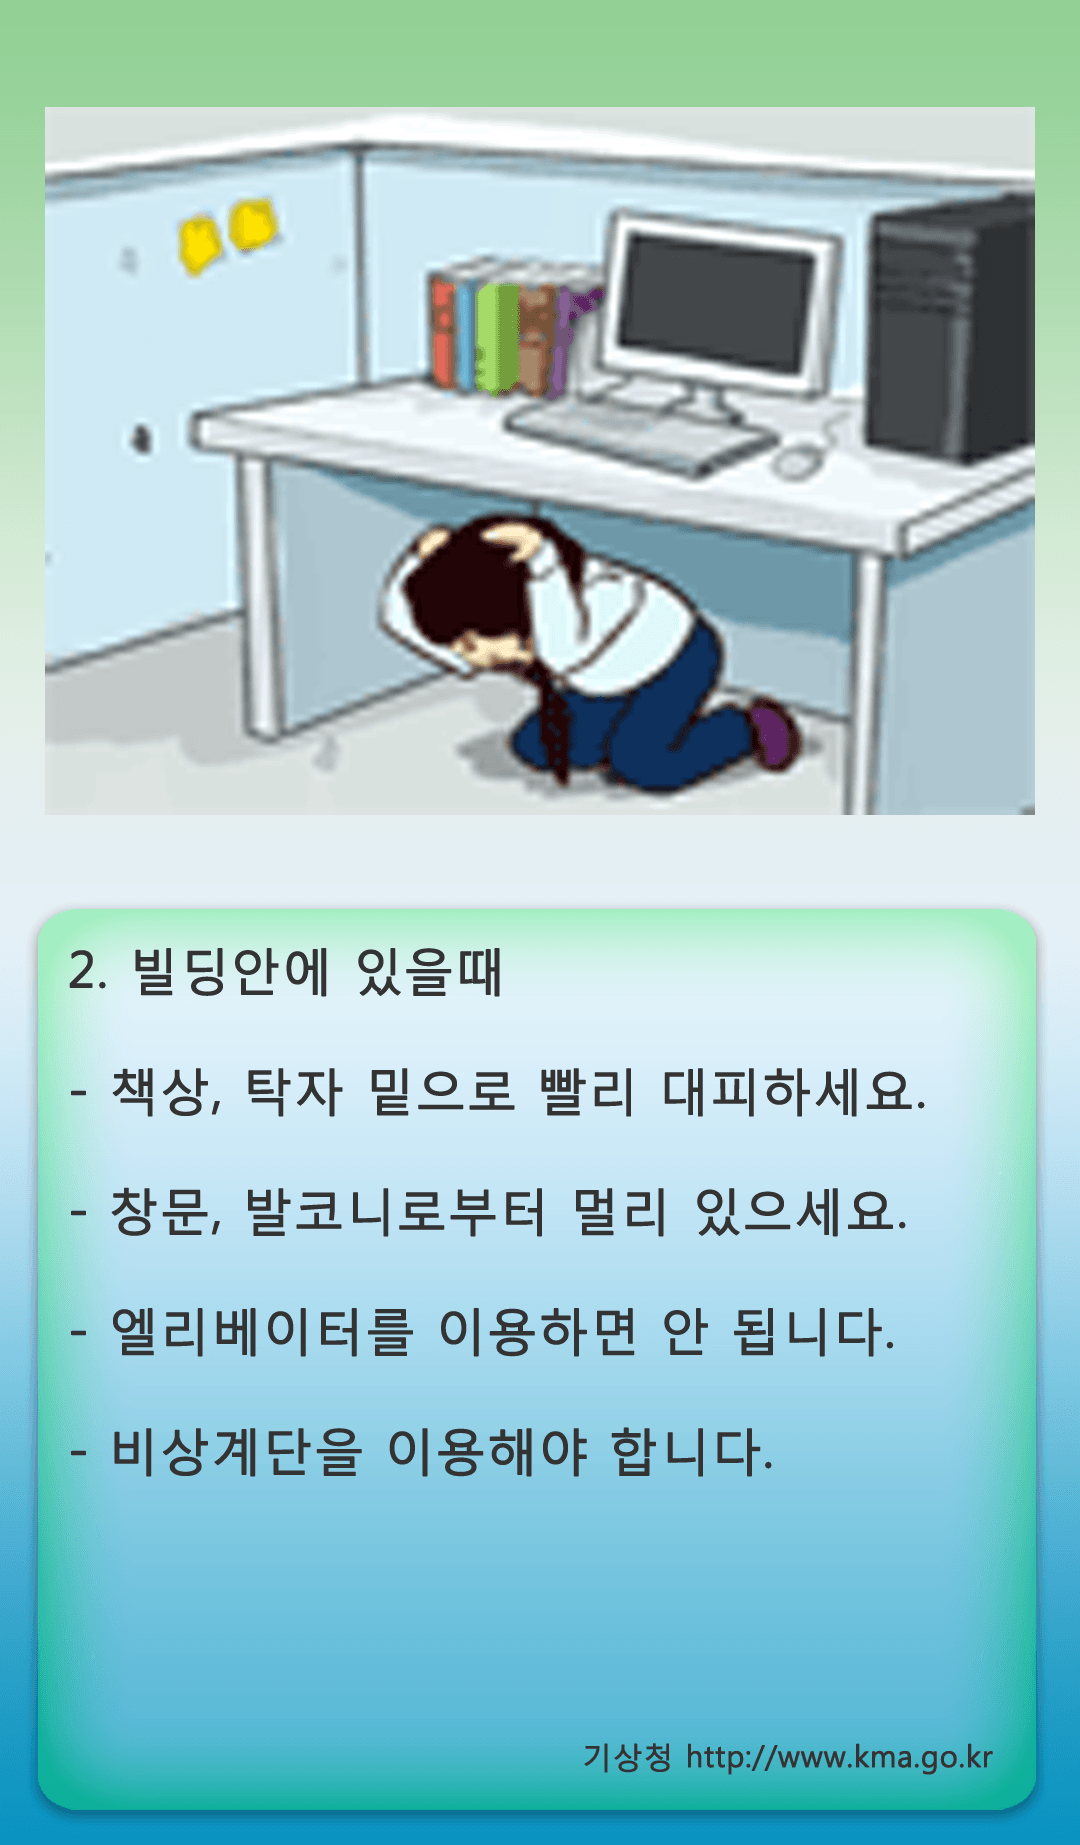 2. 빌딩안에 있을때
- 책상, 탁자 밑으로 빨리 대피하세요.
- 창문, 발코니로부터 멀리 있으세요.
- 엘리베이터를 이용하면 안 됩니다.
- 비상계단을 이용해야 합니다.
기상청 http://www.kma.go.kr